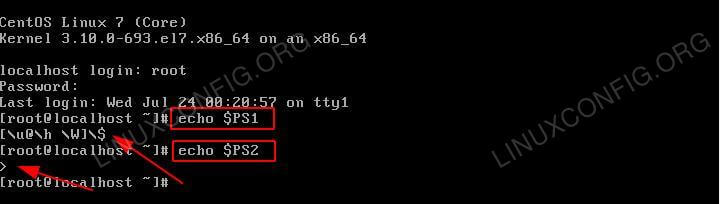 CentOS Linux 7 (Core)
Kernel 3.10.0-693.el7.x86_64 on an x86_64
localhost login: root
Password:
Last login: Wed Jul 24 00:20:57 on tty1
[root@localhost ~]# echo $PS1
[\u@\h \W]\$
[root@localhost ~]# echo $PS2
>
[root@localhost ~]#
LINUXCONFIG.ORG
LINUXCONFIG.ORG